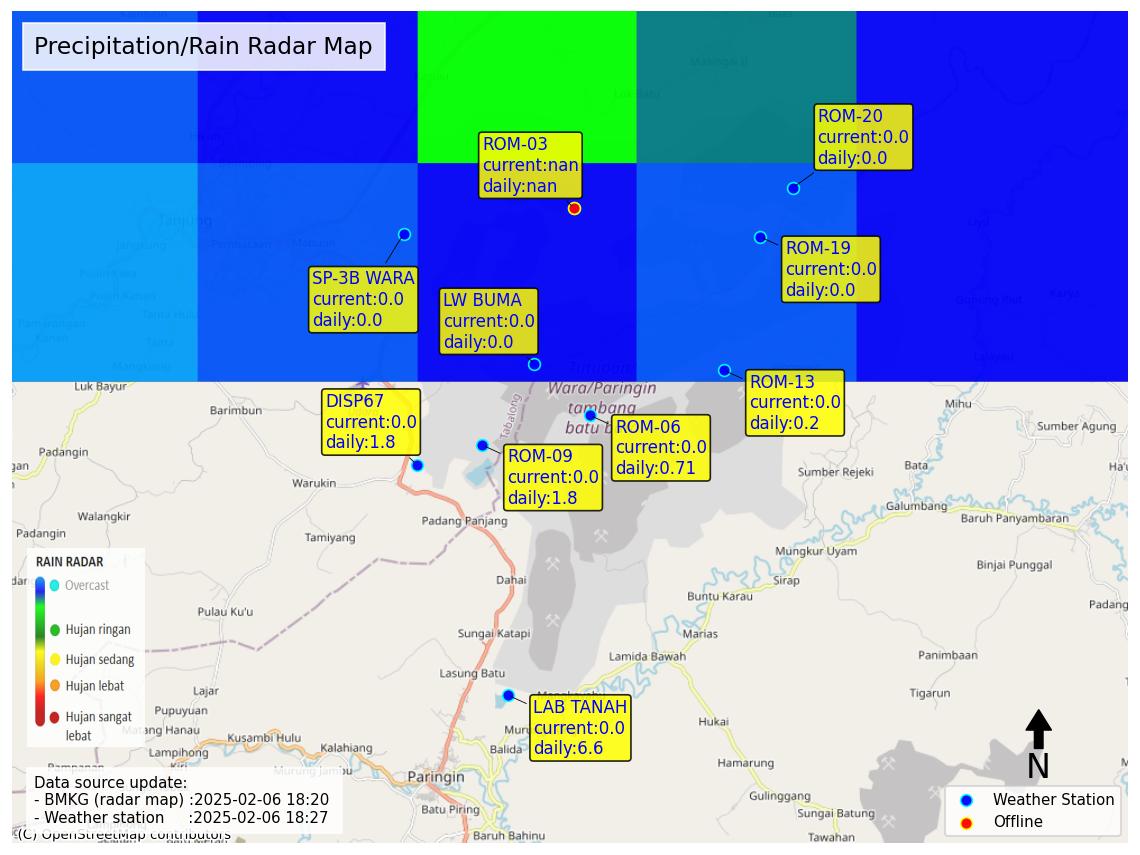 Precipitation/Rain Radar Map
ROM-20
current:0.0
daily:0.0
ROM-03
current:nan
daily:nan
ROM-19
current:0.0
daily:0.0
SP-3B WARA
current:0.0
daily:0.0
LW BUMA
current:0.0
daily:0.0
Tanjung
Wara/Paringin
tambang
Tabalong
ROM-13
current:0.0
daily:0.2
DISP67
current:0.0
daily:1.8
ROM-06
current:0.0
daily:0.71
ROM-09
current:0.0
daily:1.8
Luk Bayur
Barimbun
Mihu
Sumber Agung
Padangin
Warukin
Sumber Rejeki
Bata
Galumbang
Walangkir
Padangin
Padang Panjang
Baruh Panyambaran
Tamiyang
Mungkur Uyam
Binjai Punggal
Dahai
Sirap
Buntu Karau
Pulau Ku'u
Sungai Katapi
Marias
Lamida Bawah
Panimbaan
Lasung Batu
Tigarun
Lajar
Pupuyuan
Hukai
Matang Hanau
Kusambi Hulu
Lampihong
Kalahiang
Balida
Hamarung
Murung Jambu
Paringin
Batu Piring
Gulinggang
Sungai Batung
Baruh Bahinu
Tawahan
RAIN RADAR
Overcast
Hujan ringan
Hujan sedang
Hujan lebat
Hujan sangat
lebat
LAB TANAH
current:0.0
daily:6.6
N
Data source update:
- BMKG (radar map) :2025-02-06 18:20
- Weather station :2025-02-06 18:27
(C) OpenStreetMap contributors
Weather Station
Offline